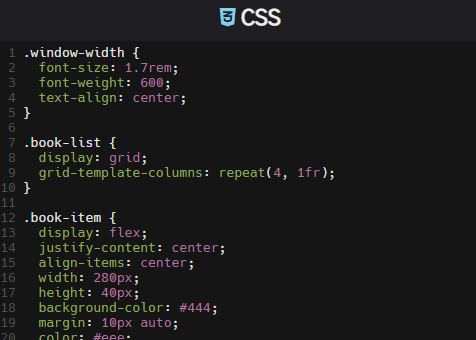 CSS
1 .window-width {
2   font-size: 1.7rem;
3   font-weight: 600;
4   text-align: center;
5 }
6
7 .book-list {
8   display: grid;
9   grid-template-columns: repeat(4, 1fr);
10 }
11
12 .book-item {
13   display: flex;
14   justify-content: center;
15   align-items: center;
16   width: 280px;
17   height: 40px;
18   background-color: #444;
19   margin: 10px auto;
20   color: #eee;